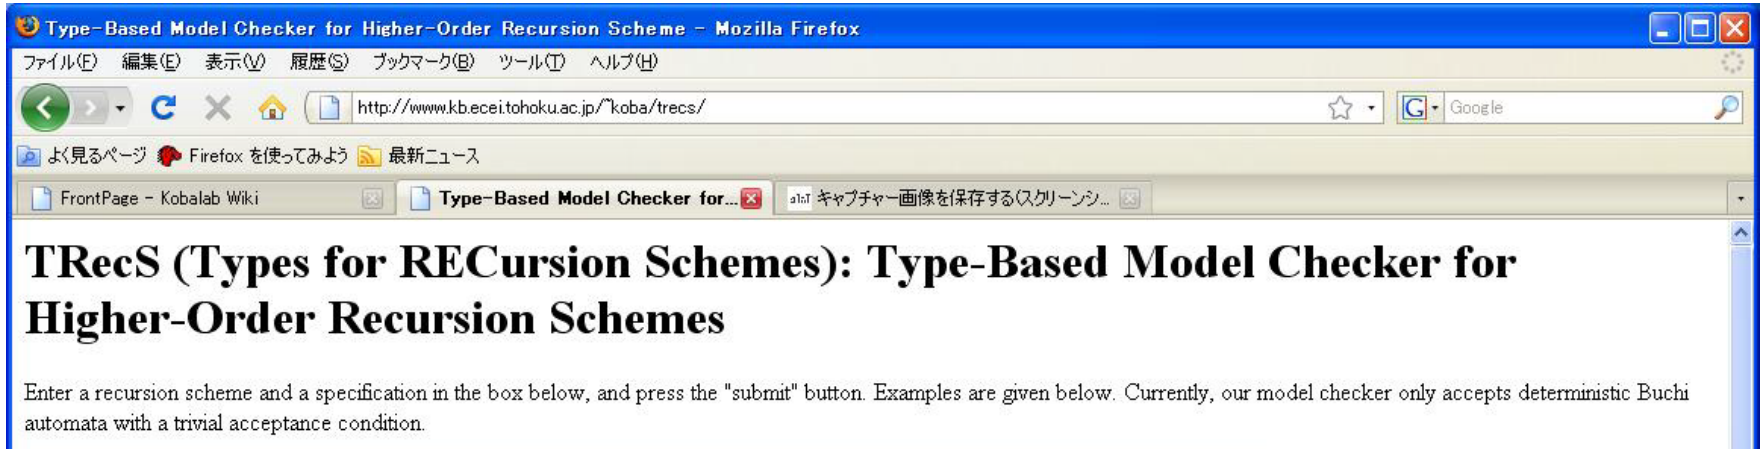 Type-Based Model Checker for Higher-Order Recursion Scheme - Mozilla Firefox
ファイル(F) 編集(E) 表示(V) 履歴(S) ブックマーク(B) ツール(T) ヘルプ(H)
http://www.kb.ecei.tohoku.ac.jp/~koba/trecs/ G Google
よく見るページ Firefox を使ってみよう 最新ニュース
FrontPage - Kobalab Wiki Type-Based Model Checker for... キャプチャー画像を保存する(スクリーンシ...
TRecS (Types for RECursion Schemes): Type-Based Model Checker for
Higher-Order Recursion Schemes
Enter a recursion scheme and a specification in the box below, and press the "submit" button. Examples are given below. Currently, our model checker only accepts deterministic Buchi
automata with a trivial acceptance condition.